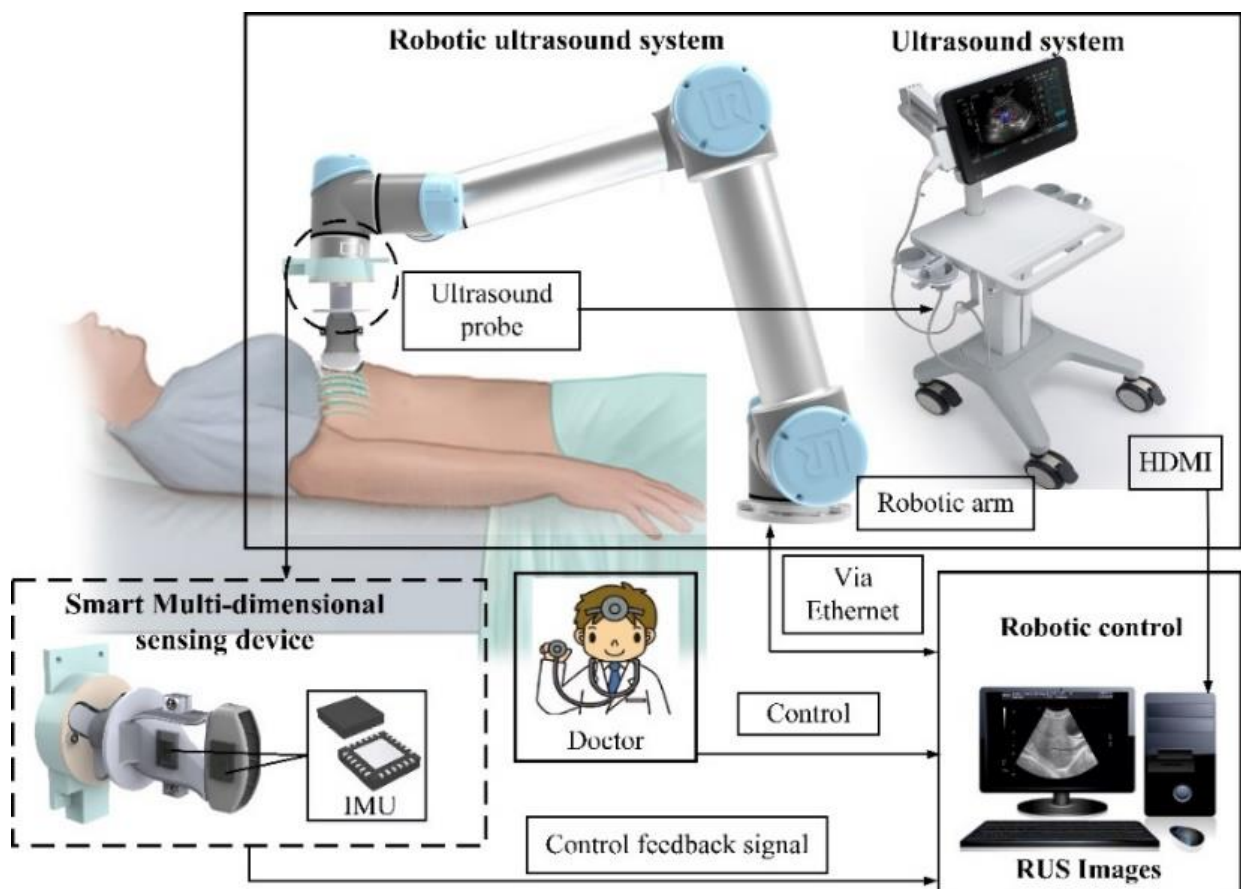 Robotic ultrasound system
Ultrasound system
Ultrasound
probe
HDMI
Robotic arm
Via
Ethernet
Smart Multi-dimensional
sensing device
Robotic control
Control
Doctor
IMU
Control feedback signal
RUS Images